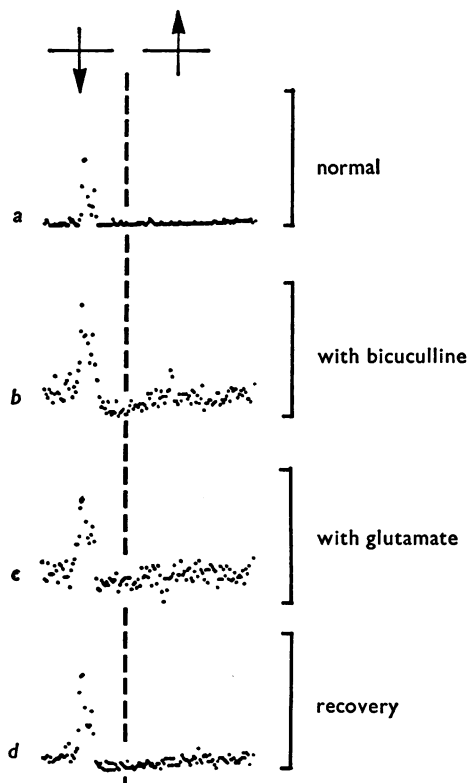 a
normal
b
with bicuculline
c
with glutamate
d
recovery